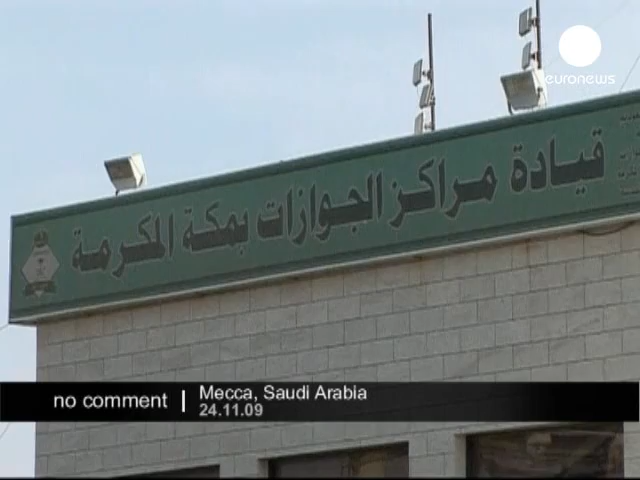 euronews
قيادة مراكز الجوازات بمكة المكرمة
no comment | Mecca, Saudi Arabia
24.11.09